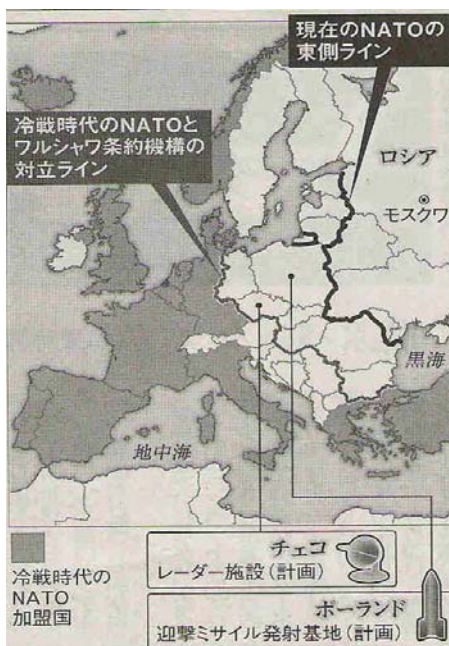 現在のNATOの
東側ライン
冷戦時代のNATOと
ワルシャワ条約機構の
対立ライン
ロシア
モスクワ
黒海
地中海
冷戦時代の
NATO
加盟国
チェコ
レーダー施設(計画)
ポーランド
迎撃ミサイル発射基地(計画)